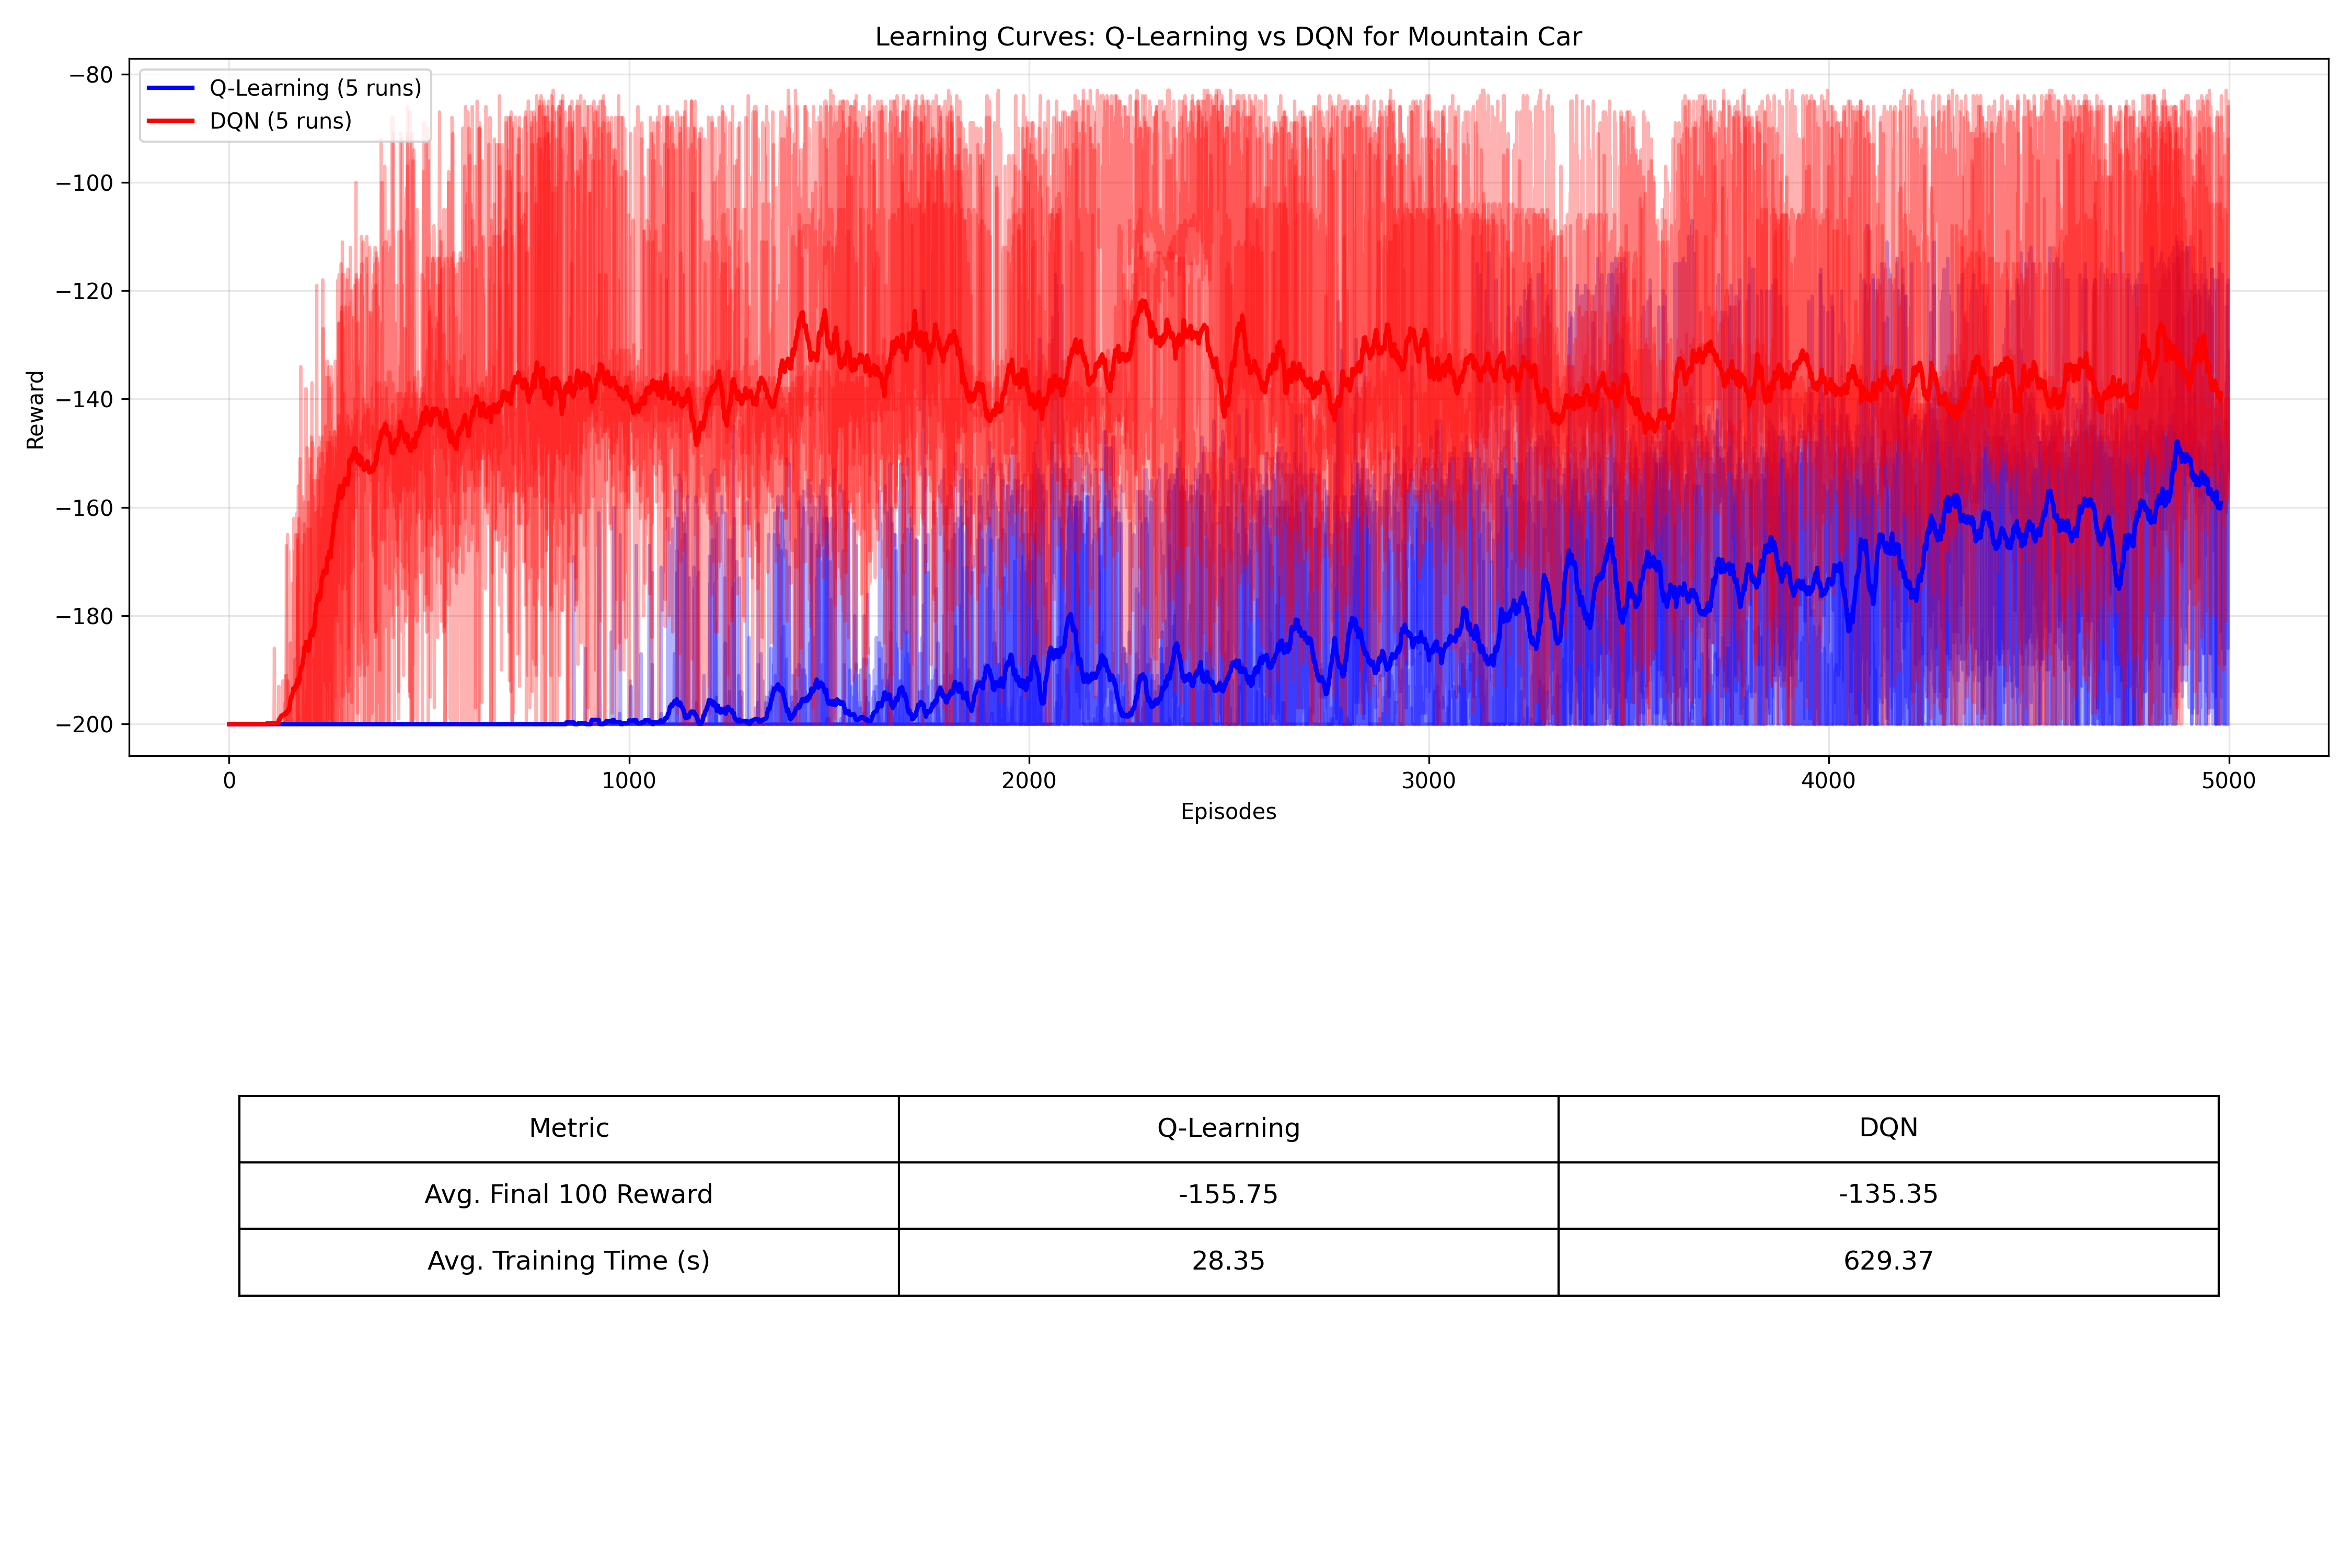 Learning Curves: Q-Learning vs DQN for Mountain Car
Q-Learning (5 runs)
DQN (5 runs)
−80
−100
−120
−140
−160
−180
−200
Reward
0 1000 2000 3000 4000 5000
Episodes
Metric Q-Learning DQN
Avg. Final 100 Reward -155.75 -135.35
Avg. Training Time (s) 28.35 629.37